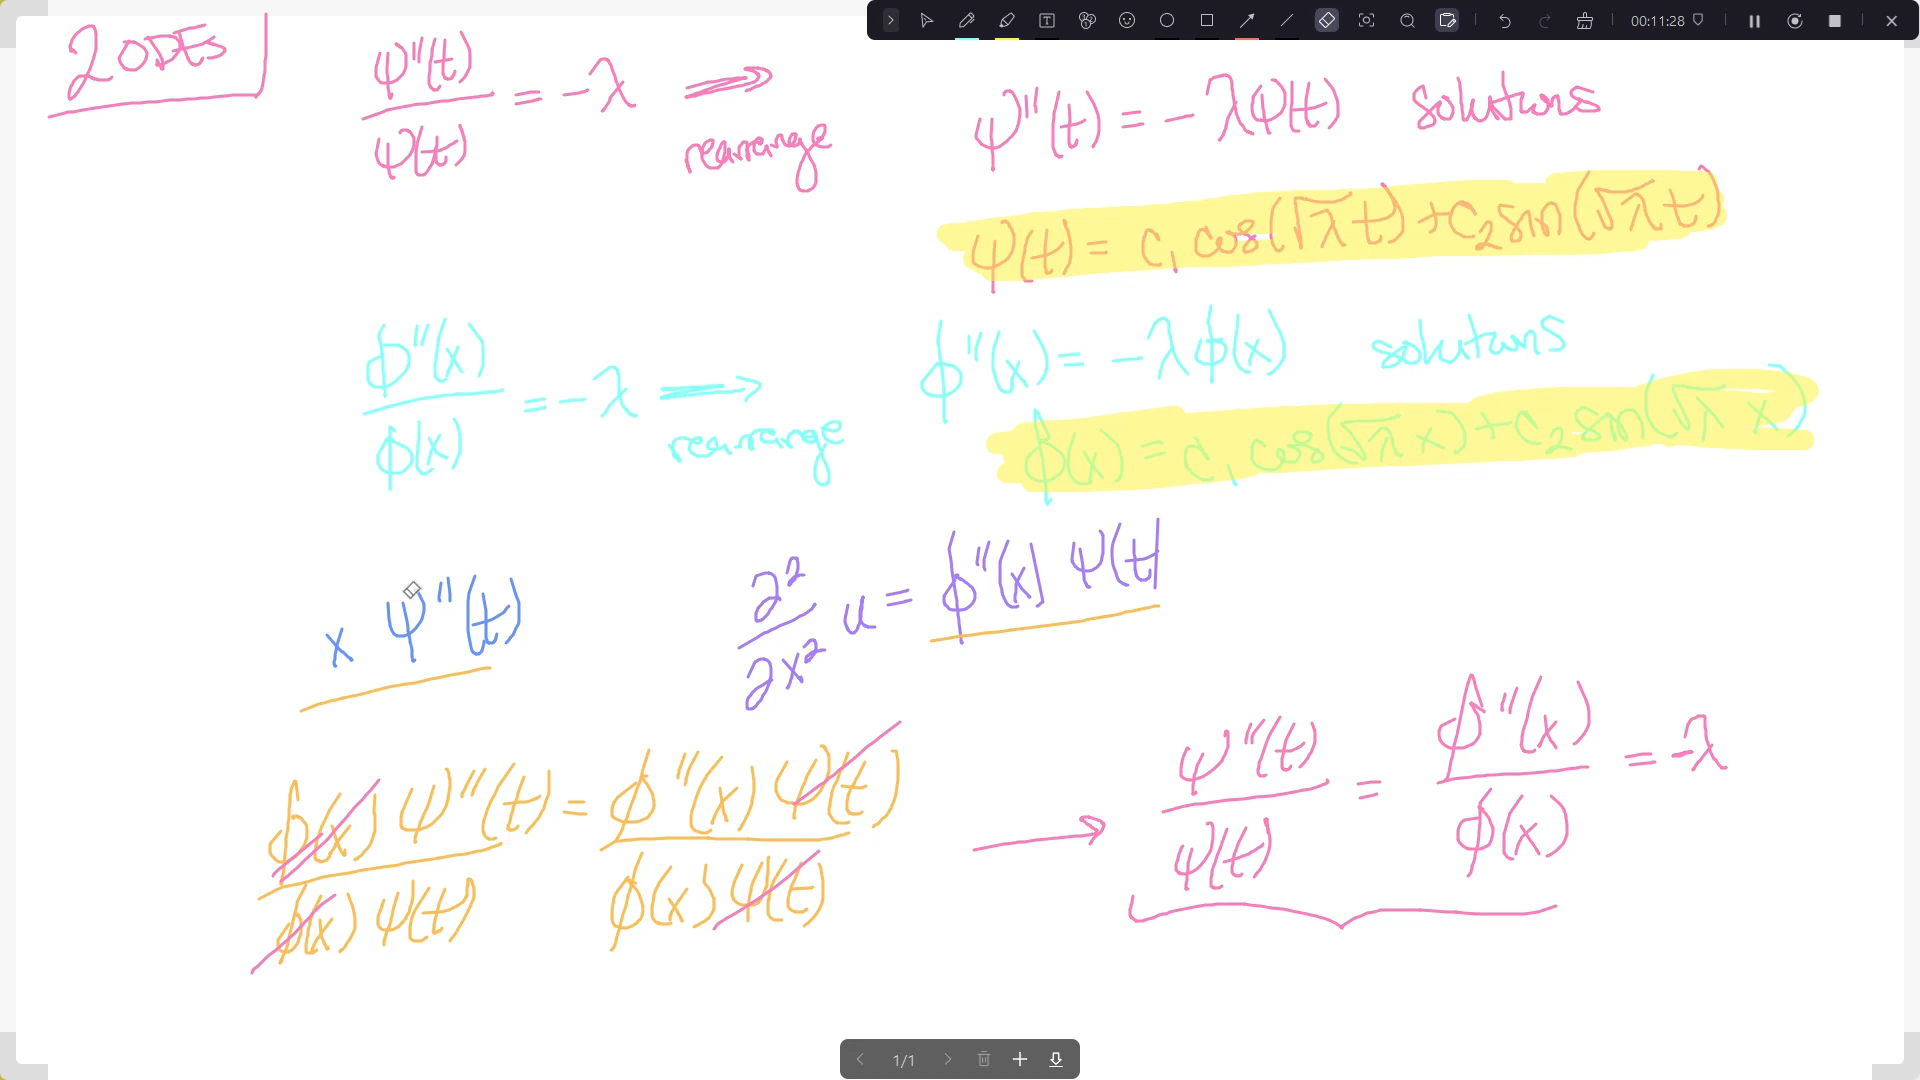 00:11:28
2 ODEs
ψ''(t)/ψ(t) = -λ ⟹ rearrange
ψ''(t) = -λψ(t) solutions
ψ(t) = c₁ cos(√λ t) + c₂ sin(√λ t)
ϕ''(x)/ϕ(x) = -λ ⟹ rearrange
ϕ''(x) = -λϕ(x) solutions
ϕ(x) = c₁ cos(√λ x) + c₂ sin(√λ x)
x ψ''(t)
∂²/∂x² u = ϕ''(x) ψ(t)
ϕ(x) ψ''(t)/ϕ(x) ψ(t) = ϕ''(x) ψ(t)/ϕ(x) ψ(t)
→ ψ''(t)/ψ(t) = ϕ''(x)/ϕ(x) = -λ
1/1